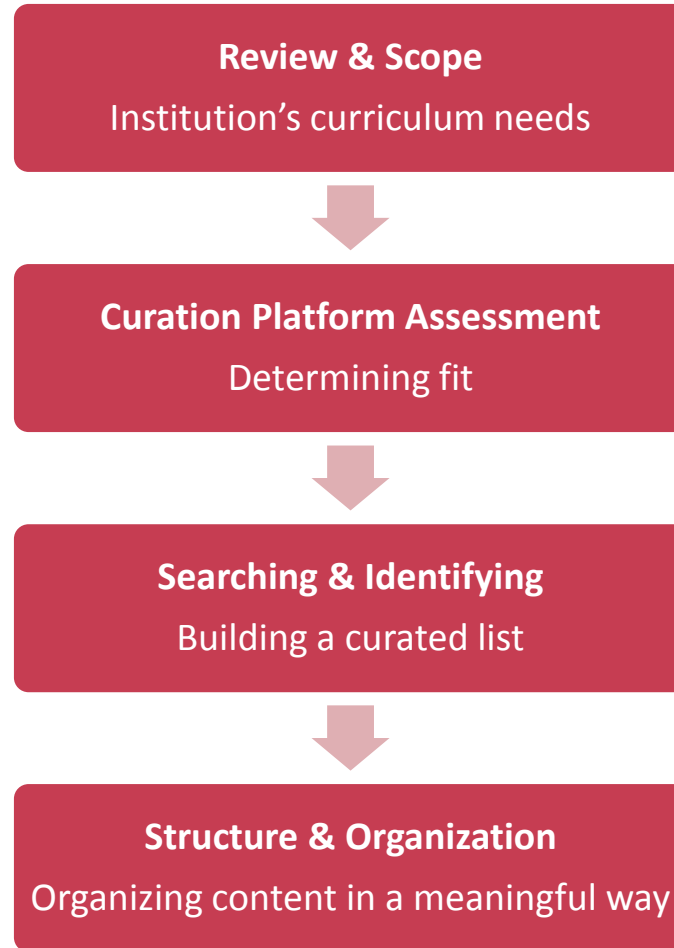 Review & Scope
Institution’s curriculum needs
Curation Platform Assessment
Determining fit
Searching & Identifying
Building a curated list
Structure & Organization
Organizing content in a meaningful way